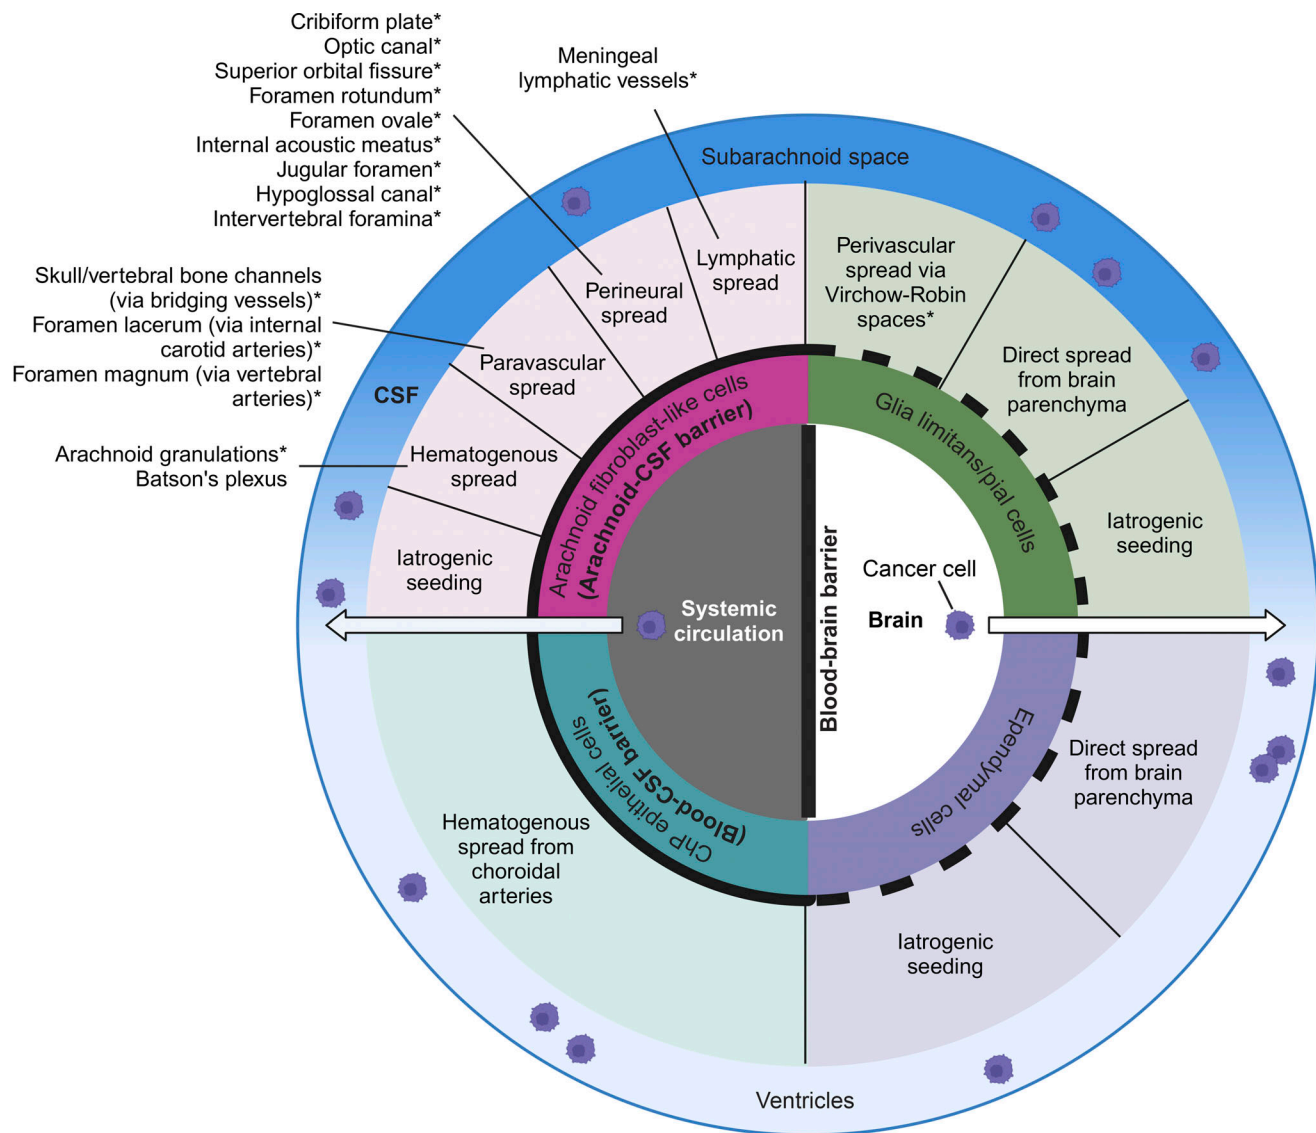 Cribiform plate*
Optic canal*
Superior orbital fissure*
Foramen rotundum*
Foramen ovale*
Internal acoustic meatus*
Jugular foramen*
Hypoglossal canal*
Intervertebral foramina*
Meningeal
lymphatic vessels*
Subarachnoid space
Skull/vertebral bone channels
(via bridging vessels)*
Foramen lacerum (via internal
carotid arteries)*
Foramen magnum (via vertebral
arteries)*
Arachnoid granulations*
Batson's plexus
CSF
Lymphatic
spread
Perineural
spread
Paravascular
spread
Hematogenous
spread
Iatrogenic
seeding
Perivascular
spread via
Virchow-Robin
spaces*
Direct spread
from brain
parenchyma
Iatrogenic
seeding
Arachnoid fibroblast-like cells
(Arachnoid-CSF barrier)
Glia limitans/pial cells
Systemic
circulation
Blood-brain barrier
Cancer cell
Brain
ChP epithelial cells
(Blood-CSF barrier)
Ependymal cells
Direct spread
from brain
parenchyma
Hematogenous
spread from
choroidal
arteries
Iatrogenic
seeding
Ventricles